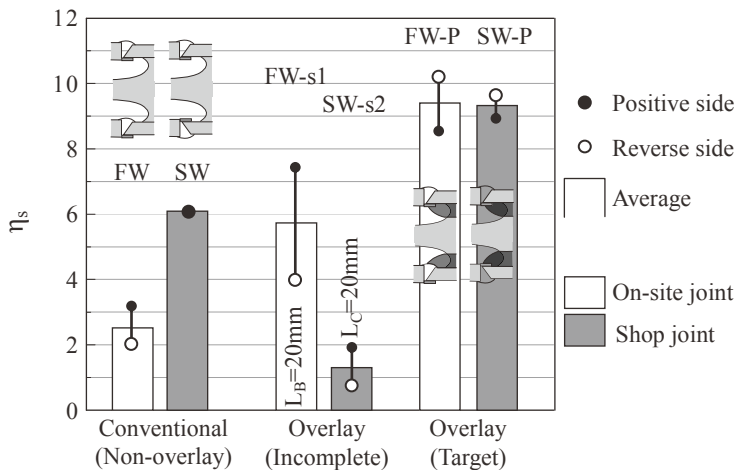 12
10
8
6
4
2
0
ηs
FW-P SW-P
FW-s1
SW-s2
FW SW
LB=20mm
LC=20mm
Positive side
Reverse side
Average
On-site joint
Shop joint
Conventional
(Non-overlay)
Overlay
(Incomplete)
Overlay
(Target)